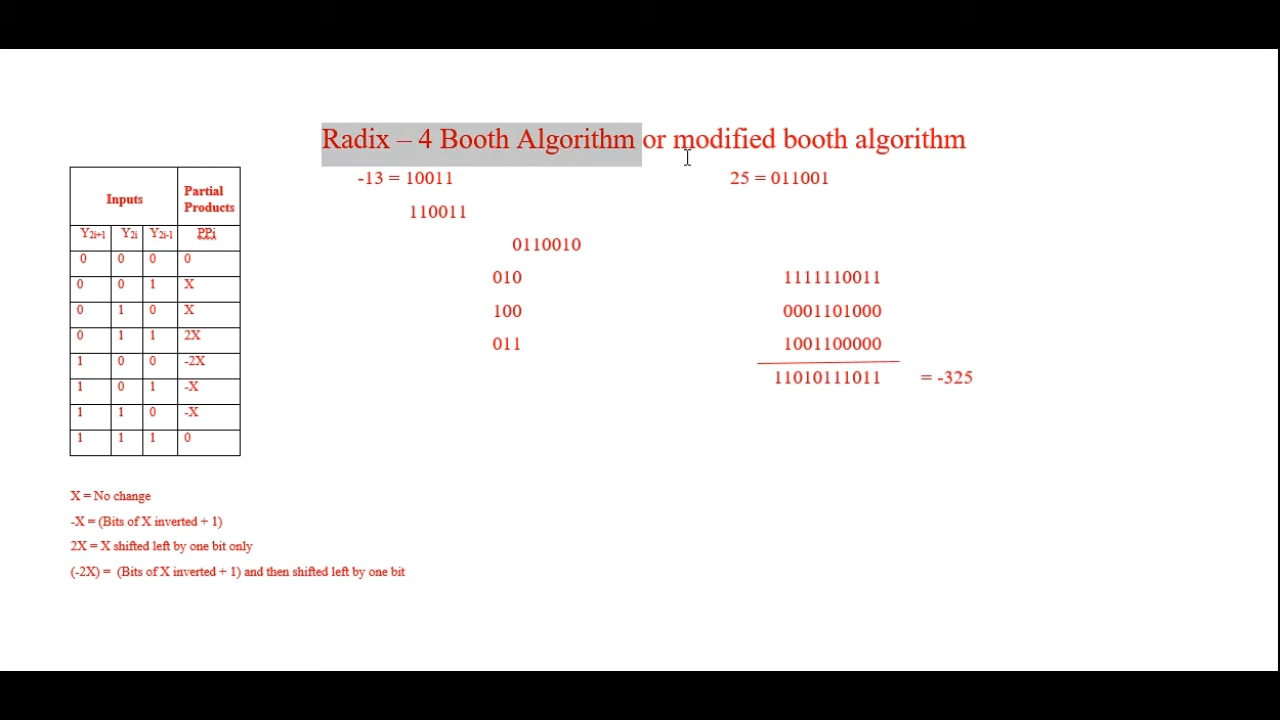 Radix – 4 Booth Algorithm or modified booth algorithm
-13 = 10011 25 = 011001
110011
0110010
010 1111110011
100 0001101000
011 1001100000
11010111011 = -325
Inputs Partial Products
Y2i+1 Y2i Y2i-1 PPi
0 0 0 0
0 0 1 X
0 1 0 X
0 1 1 2X
1 0 0 -2X
1 0 1 -X
1 1 0 -X
1 1 1 0
X = No change
-X = (Bits of X inverted + 1)
2X = X shifted left by one bit only
(-2X) = (Bits of X inverted + 1) and then shifted left by one bit